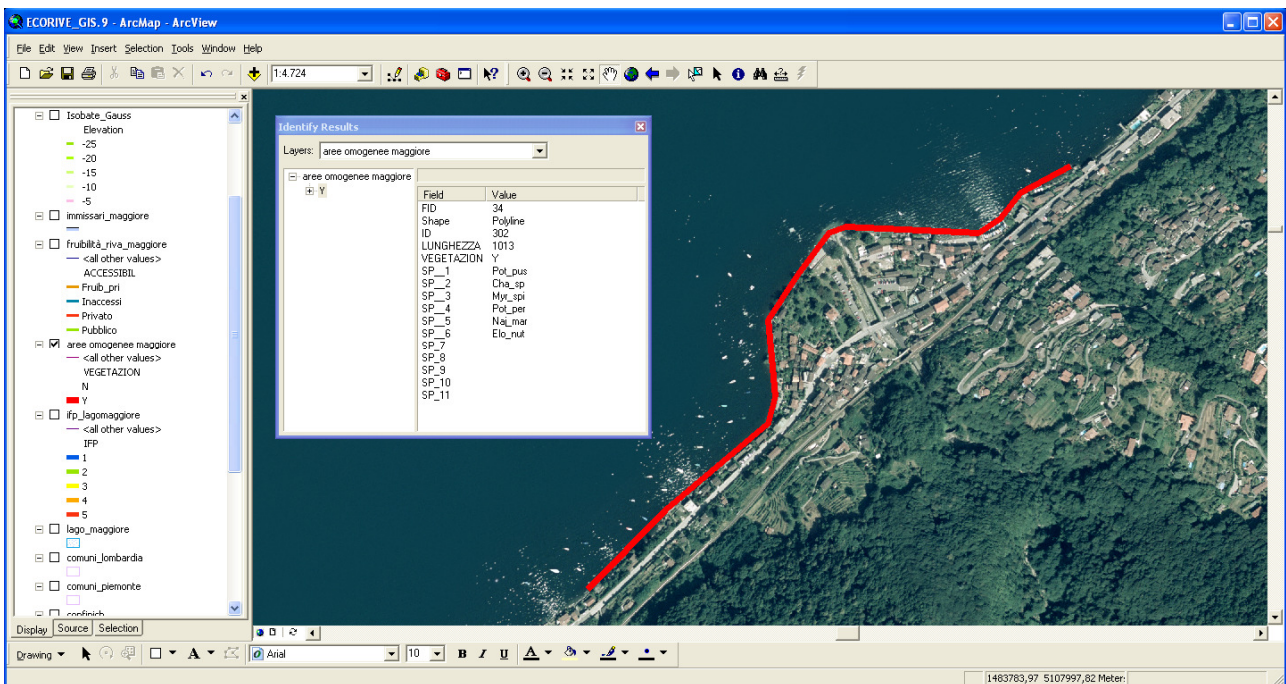 ECORIVE_GIS.9 - ArcMap - ArcView
File Edit View Insert Selection Tools Window Help
1:4.724
Isobate_Gauss
Elevation
-25
-20
-15
-10
-5
immissari_maggiore
fruibilità_riva_maggiore
<all other values>
ACCESSIBIL
Fruib_pri
Inaccessi
Privato
Pubblico
aree omogenee maggiore
<all other values>
VEGETAZION
N
Y
ifp_lagomaggiore
<all other values>
IFP
1
2
3
4
5
lago_maggiore
comuni_lombardia
comuni_piemonte
Display Source Selection
Identify Results
Layers: aree omogenee maggiore
aree omogenee maggiore
Y
Field Value
FID 34
Shape Polyline
ID 302
LUNGHEZZA 1013
VEGETAZION Y
SP__1 Pot_pus
SP__2 Cha_sp
SP__3 Myr_spi
SP__4 Pot_per
SP__5 Naj_mar
SP__6 Elo_nut
SP_7
SP_8
SP_9
SP_10
SP_11
Drawing A Arial 10 B I U A
1483783,97 5107997,82 Meter: